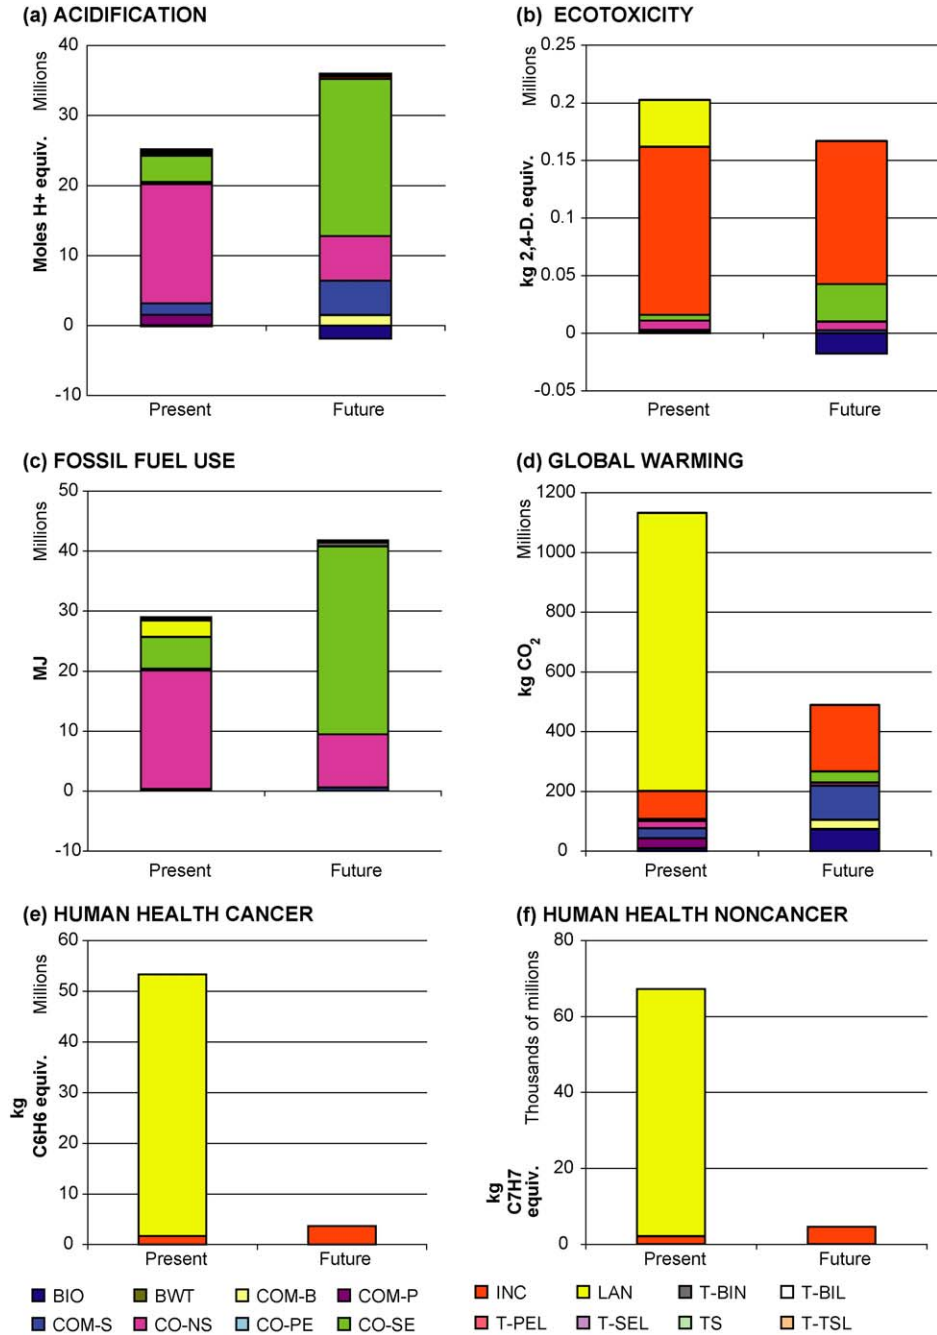 (a) ACIDIFICATION
Millions
Moles H+ equiv.
40
30
20
10
0
-10
Present Future
(b) ECOTOXICITY
Millions
kg 2,4-D. equiv.
0.25
0.2
0.15
0.1
0.05
0
-0.05
Present Future
(c) FOSSIL FUEL USE
Millions
MJ
50
40
30
20
10
0
-10
Present Future
(d) GLOBAL WARMING
Millions
kg CO2
1200
1000
800
600
400
200
0
Present Future
(e) HUMAN HEALTH CANCER
Millions
kg
C6H6 equiv.
60
50
40
30
20
10
0
Present Future
(f) HUMAN HEALTH NONCANCER
Thousands of millions
kg
C7H7
equiv.
80
60
40
20
0
Present Future
BIO BWT COM-B COM-P
COM-S CO-NS CO-PE CO-SE
INC LAN T-BIN T-BIL
T-PEL T-SEL TS T-TSL